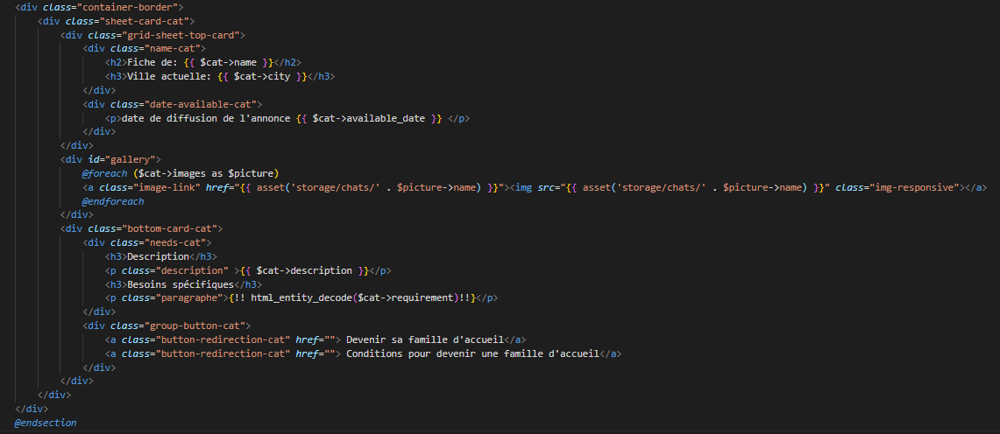 <div class="container-border">
<div class="sheet-card-cat">
<div class="grid-sheet-top-card">
<div class="name-cat">
<h2>Fiche de: {{ $cat->name }}</h2>
<h3>Ville actuelle: {{ $cat->city }}</h3>
</div>
<div class="date-available-cat">
<p>date de diffusion de l'annonce {{ $cat->available_date }} </p>
</div>
</div>
<div id="gallery">
@foreach ($cat->images as $picture)
<a class="image-link" href="{{ asset('storage/chats/' . $picture->name) }}"><img src="{{ asset('storage/chats/' . $picture->name) }}" class="img-responsive"></a>
@endforeach
</div>
<div class="bottom-card-cat">
<div class="needs-cat">
<h3>Description</h3>
<p class="description" >{{ $cat->description }}</p>
<h3>Besoins spécifiques</h3>
<p class="paragraphe">{!! html_entity_decode($cat->requirement)!!}</p>
</div>
<div class="group-button-cat">
<a class="button-redirection-cat" href=""> Devenir sa famille d'accueil</a>
<a class="button-redirection-cat" href=""> Conditions pour devenir une famille d'accueil</a>
</div>
</div>
</div>
</div>
@endsection